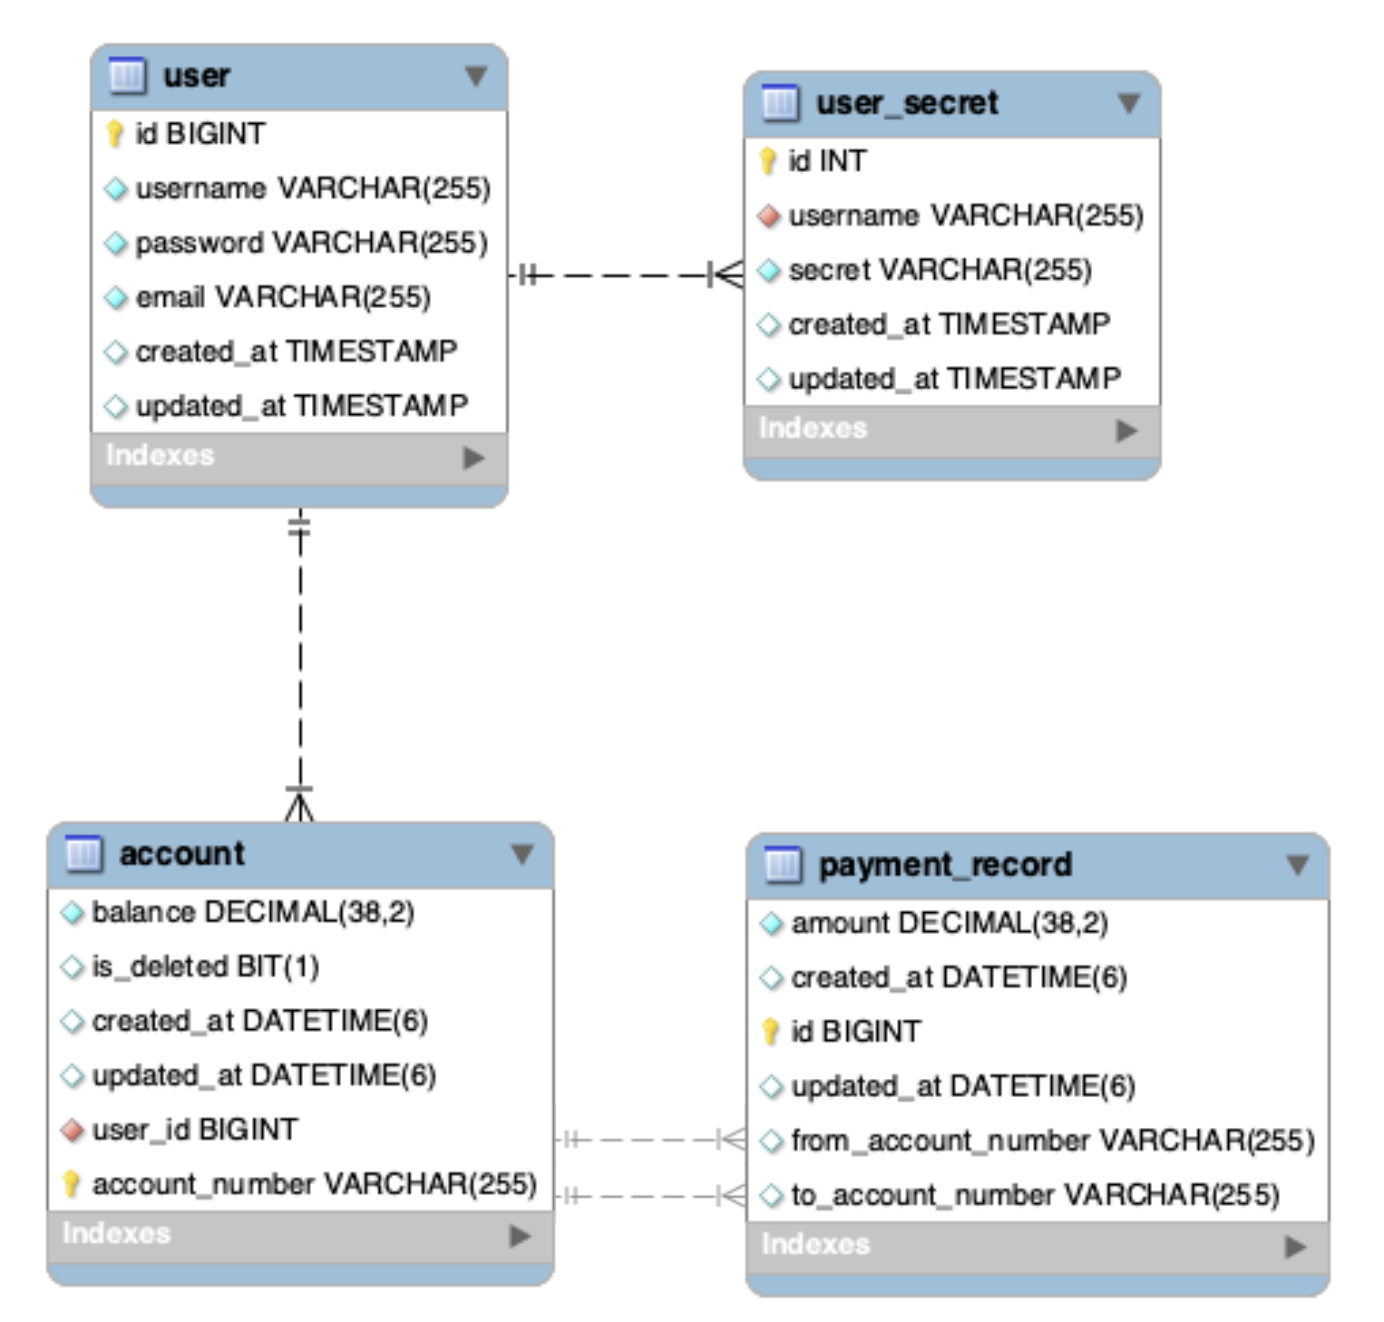 user
id BIGINT
username VARCHAR(255)
password VARCHAR(255)
email VARCHAR(255)
created_at TIMESTAMP
updated_at TIMESTAMP
Indexes
user_secret
id INT
username VARCHAR(255)
secret VARCHAR(255)
created_at TIMESTAMP
updated_at TIMESTAMP
Indexes
account
balance DECIMAL(38,2)
is_deleted BIT(1)
created_at DATETIME(6)
updated_at DATETIME(6)
user_id BIGINT
account_number VARCHAR(255)
Indexes
payment_record
amount DECIMAL(38,2)
created_at DATETIME(6)
id BIGINT
updated_at DATETIME(6)
from_account_number VARCHAR(255)
to_account_number VARCHAR(255)
Indexes